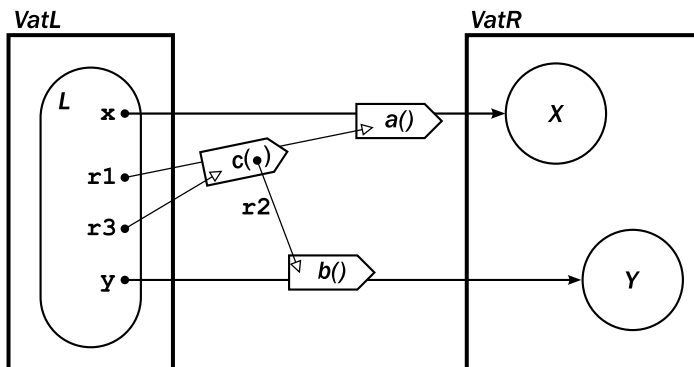 VatL
VatR
L
x
a()
X
c( )
r1
r3
r2
y
b()
Y